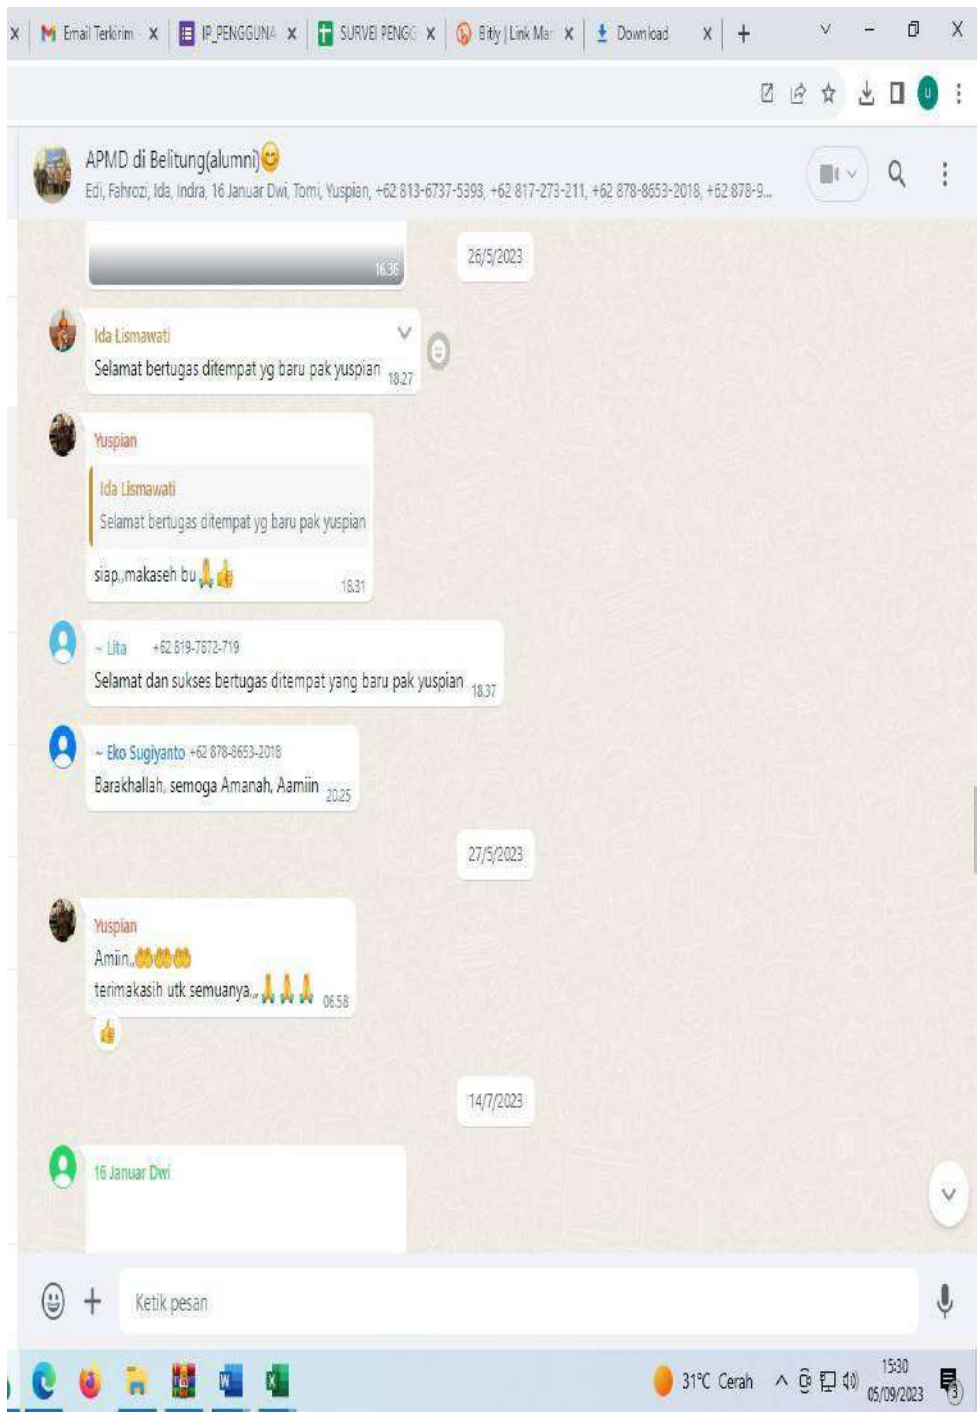 Email Terkirim
IP_PENGGUNA
SURVEI PENGG
Bitly | Link Mar
Download
U
APMD di Belitung(alumni)😊
Edi, Fahrozi, Ida, Indra, 16 Januar Dwi, Tomi, Yuspian, +62 813-6737-5393, +62 817-273-211, +62 878-8653-2018, +62 878-9...
16.36
26/5/2023
Ida Lismawati
Selamat bertugas ditempat yg baru pak yuspian 18.27
Yuspian
Ida Lismawati
Selamat bertugas ditempat yg baru pak yuspian
siap,,makaseh bu🙏👍 18.31
~ Lita +62 819-7872-719
Selamat dan sukses bertugas ditempat yang baru pak yuspian 18.37
~ Eko Sugiyanto +62 878-8653-2018
Barakhallah, semoga Amanah, Aamiin 20.25
27/5/2023
Yuspian
Amiin,,🤲🤲🤲
terimakasih utk semuanya,,,🙏🙏🙏 06.58
👍
14/7/2023
16 Januar Dwi
Ketik pesan
31°C Cerah
15:30
05/09/2023
3